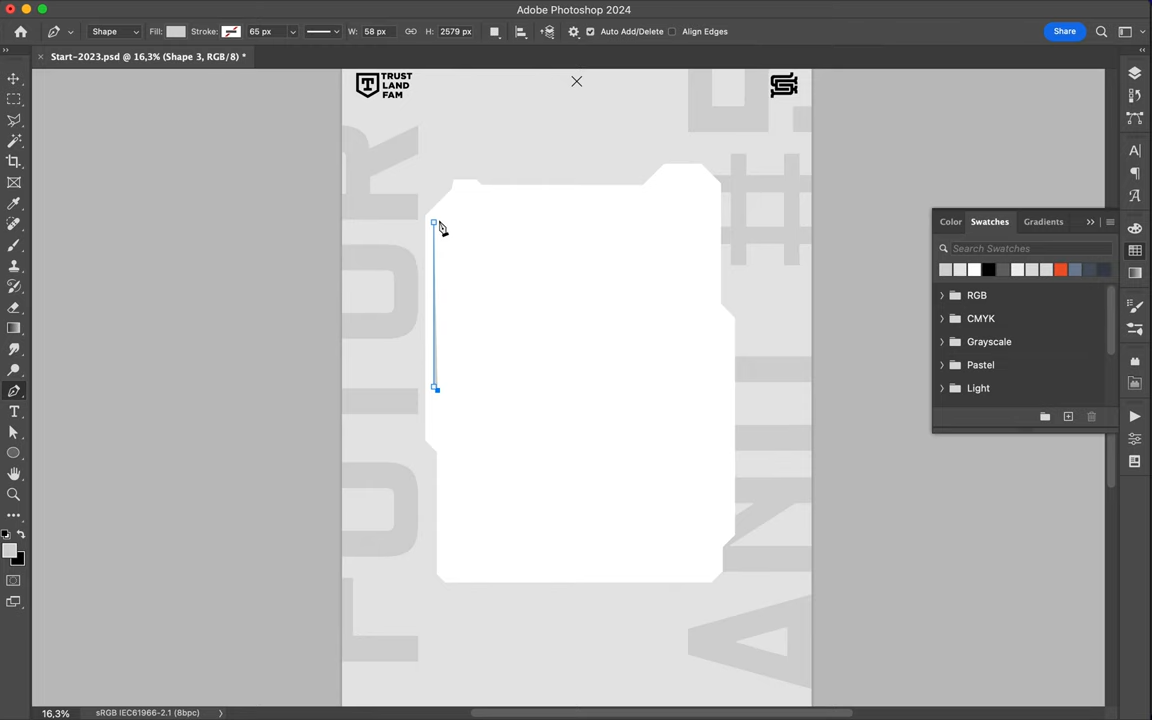 Adobe Photoshop 2024
Shape
Fill:
Stroke:
65 px
W:
58 px
H:
2579 px
Auto Add/Delete
Align Edges
Share
Start-2023.psd @ 16,3% (Shape 3, RGB/8) *
TRUST
LAND
FAM
FUTUR
ANTI #
Color
Swatches
Gradients
Search Swatches
RGB
CMYK
Grayscale
Pastel
Light
16,3%
sRGB IEC61966-2.1 (8bpc)